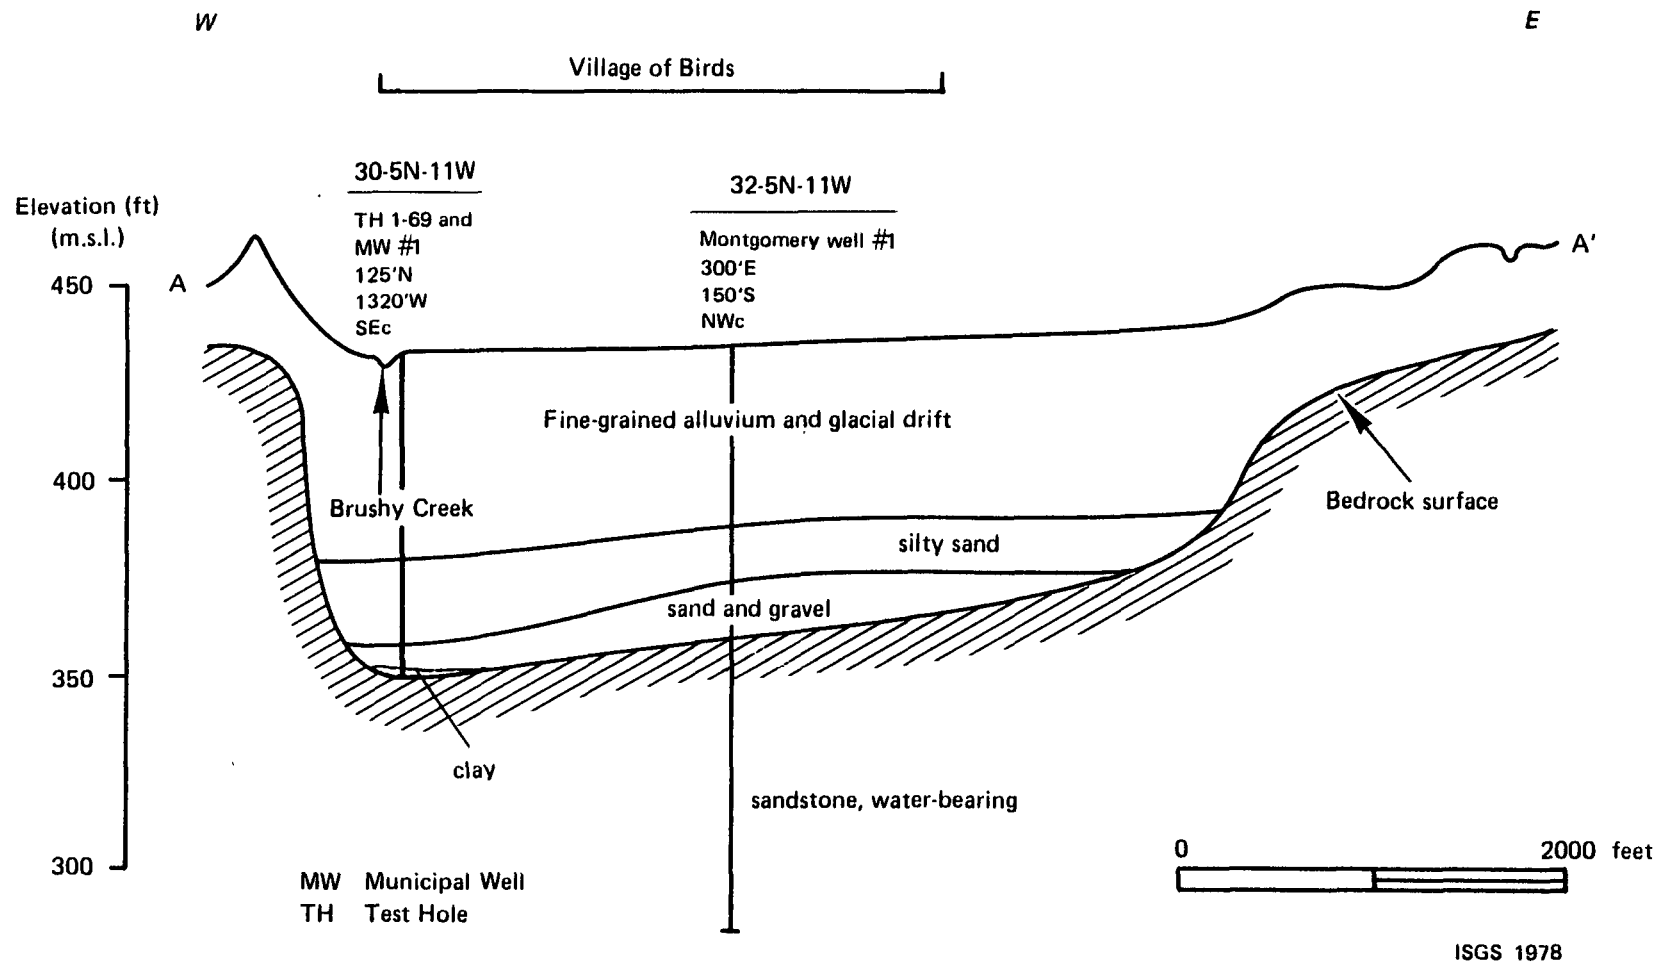 W
E
Village of Birds
30-5N-11W
TH 1-69 and
MW #1
125'N
1320'W
SEc
32-5N-11W
Montgomery well #1
300'E
150'S
NWc
Elevation (ft)
(m.s.l.)
A
A'
450
400
350
300
Fine-grained alluvium and glacial drift
Brushy Creek
Bedrock surface
silty sand
sand and gravel
clay
sandstone, water-bearing
0
2000 feet
MW Municipal Well
TH Test Hole
ISGS 1978